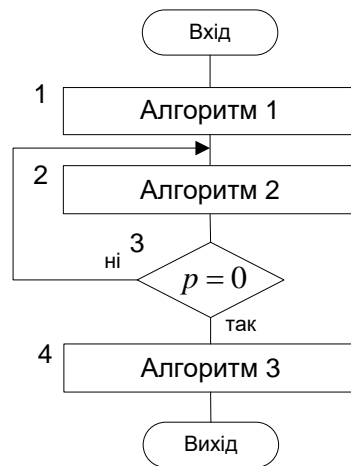 Вхід
1
Алгоритм 1
2
Алгоритм 2
3
ні
p = 0
так
4
Алгоритм 3
Вихід